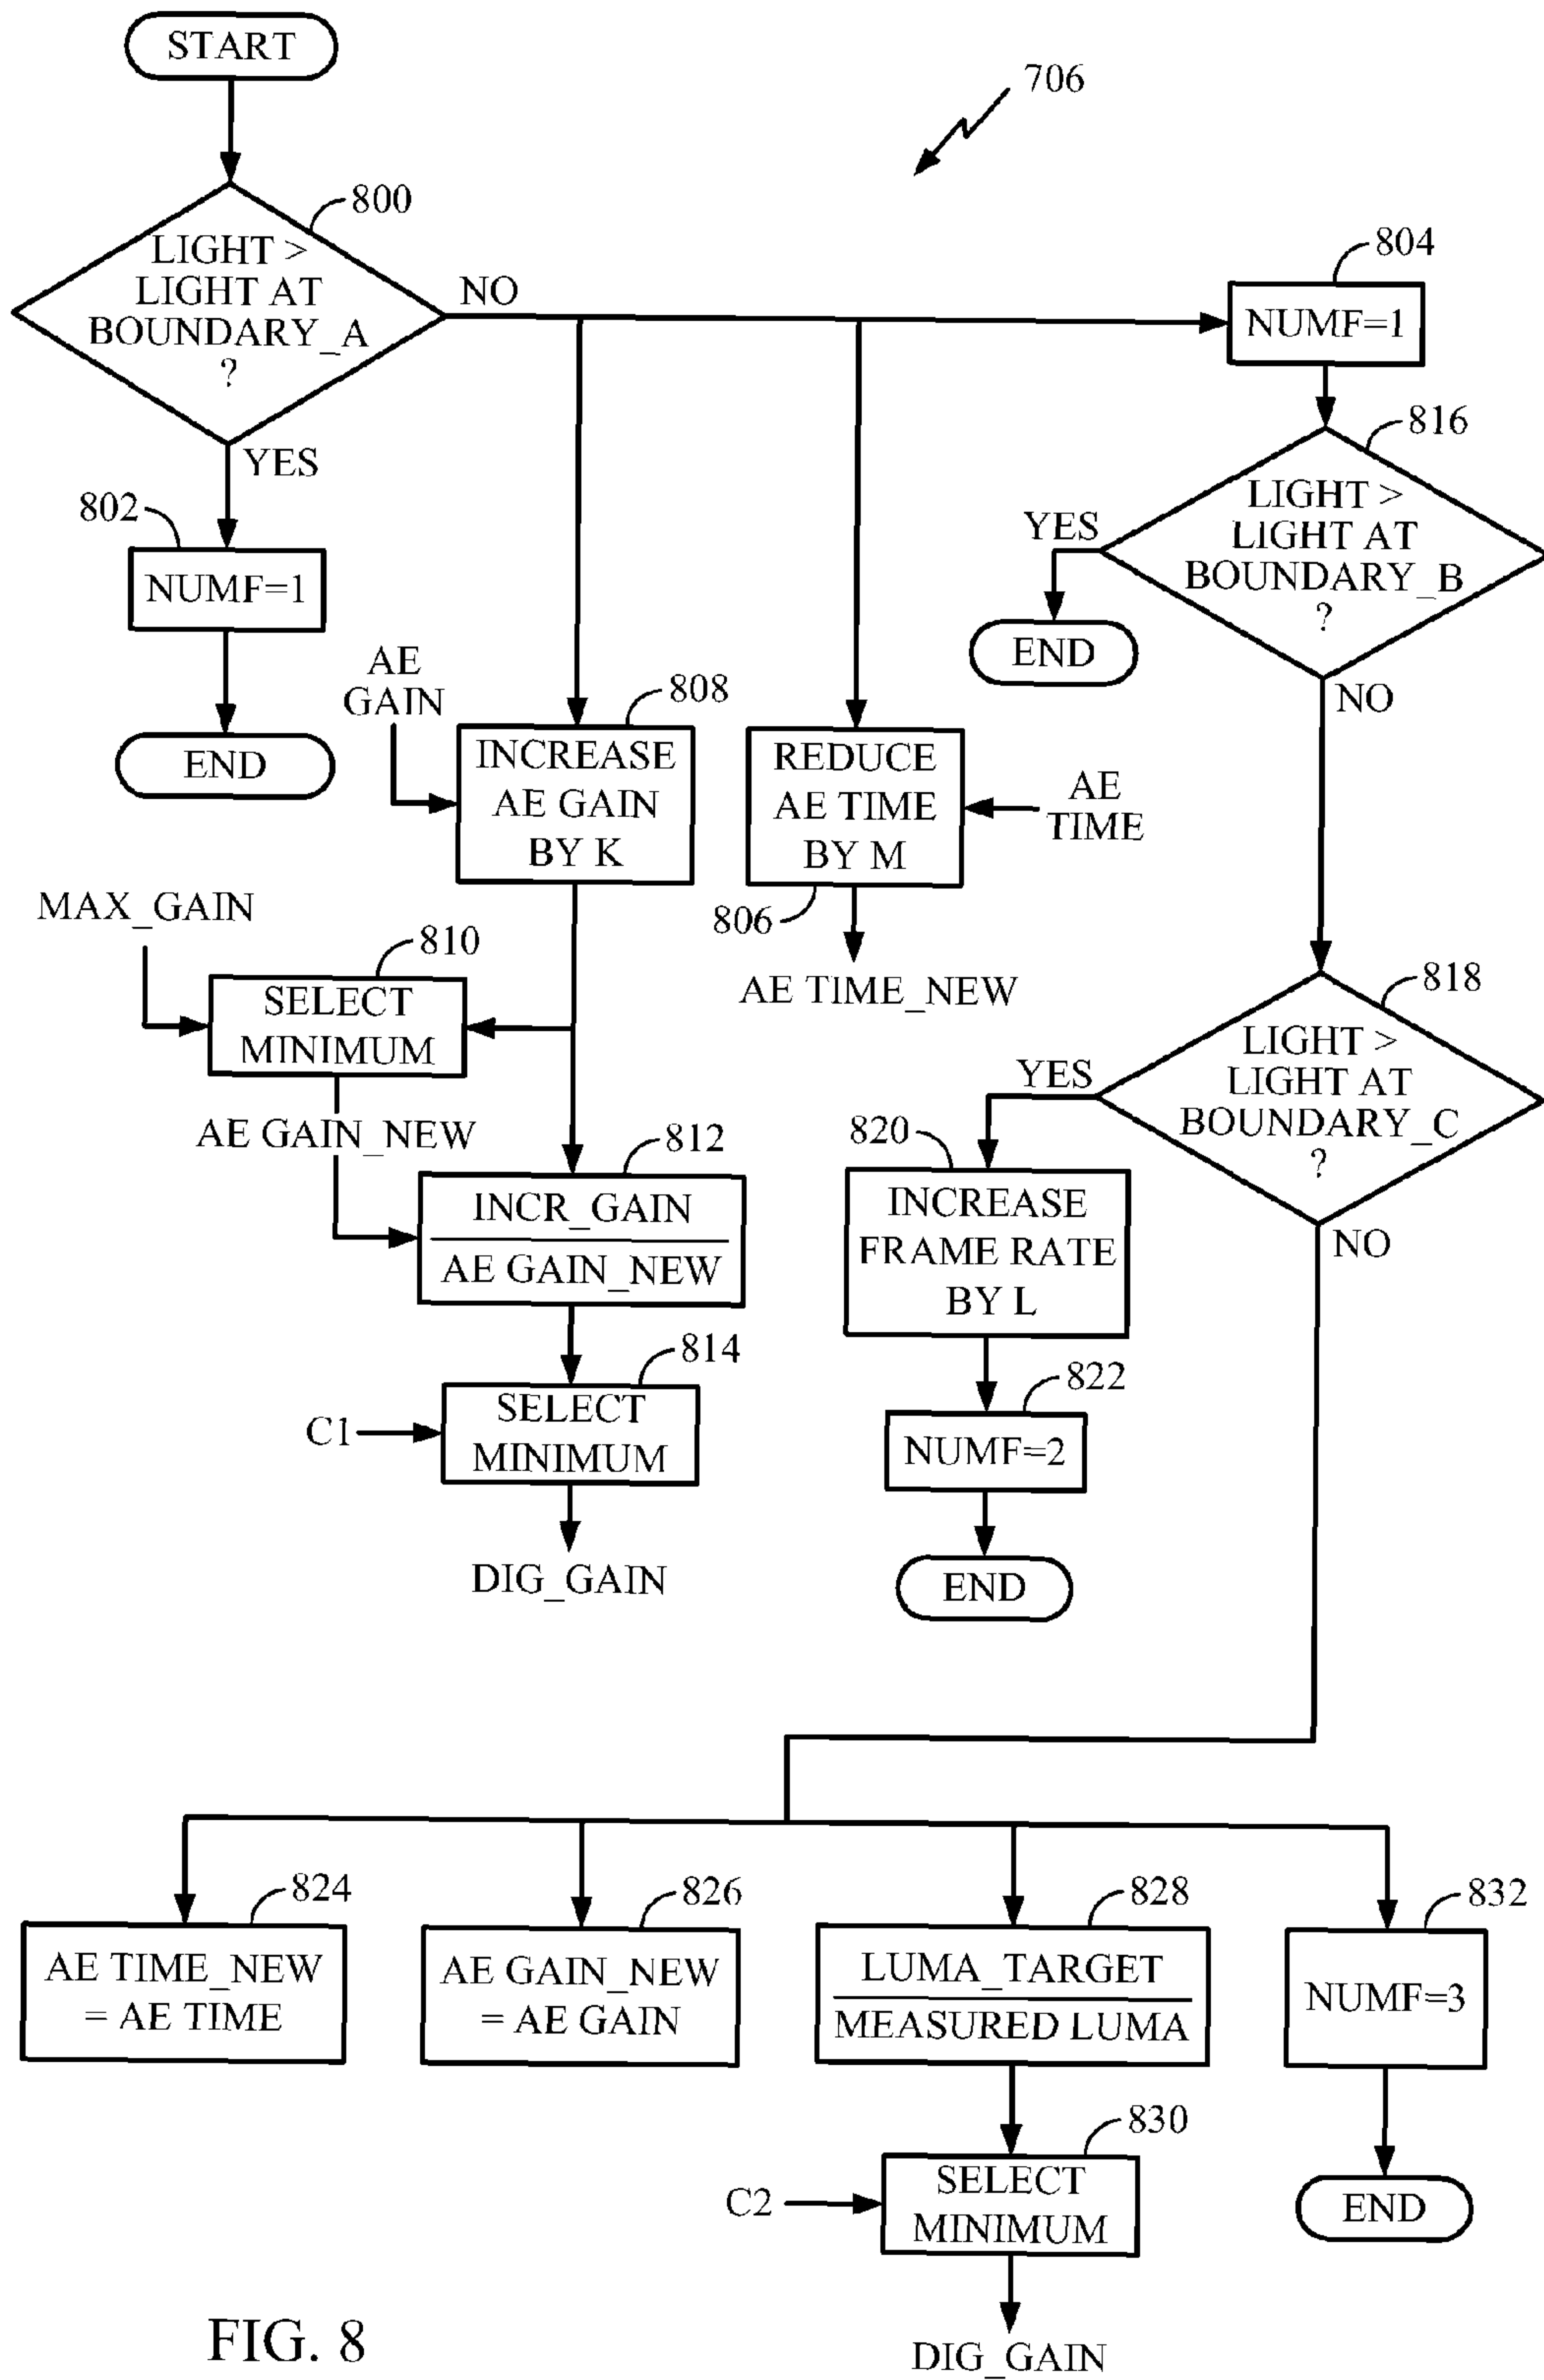 START
706
800
LIGHT >
LIGHT AT
BOUNDARY_A
?
NO
YES
804
NUMF=1
816
LIGHT >
LIGHT AT
BOUNDARY_B
?
YES
END
NO
802
NUMF=1
END
AE
GAIN
808
INCREASE
AE GAIN
BY K
REDUCE
AE TIME
BY M
AE
TIME
806
AE TIME_NEW
MAX_GAIN
810
SELECT
MINIMUM
AE GAIN_NEW
812
INCR_GAIN
AE GAIN_NEW
814
C1
SELECT
MINIMUM
DIG_GAIN
818
LIGHT >
LIGHT AT
BOUNDARY_C
?
YES
NO
820
INCREASE
FRAME RATE
BY L
822
NUMF=2
END
824
AE TIME_NEW
= AE TIME
826
AE GAIN_NEW
= AE GAIN
828
LUMA_TARGET
MEASURED LUMA
832
NUMF=3
830
C2
SELECT
MINIMUM
END
DIG_GAIN
FIG. 8